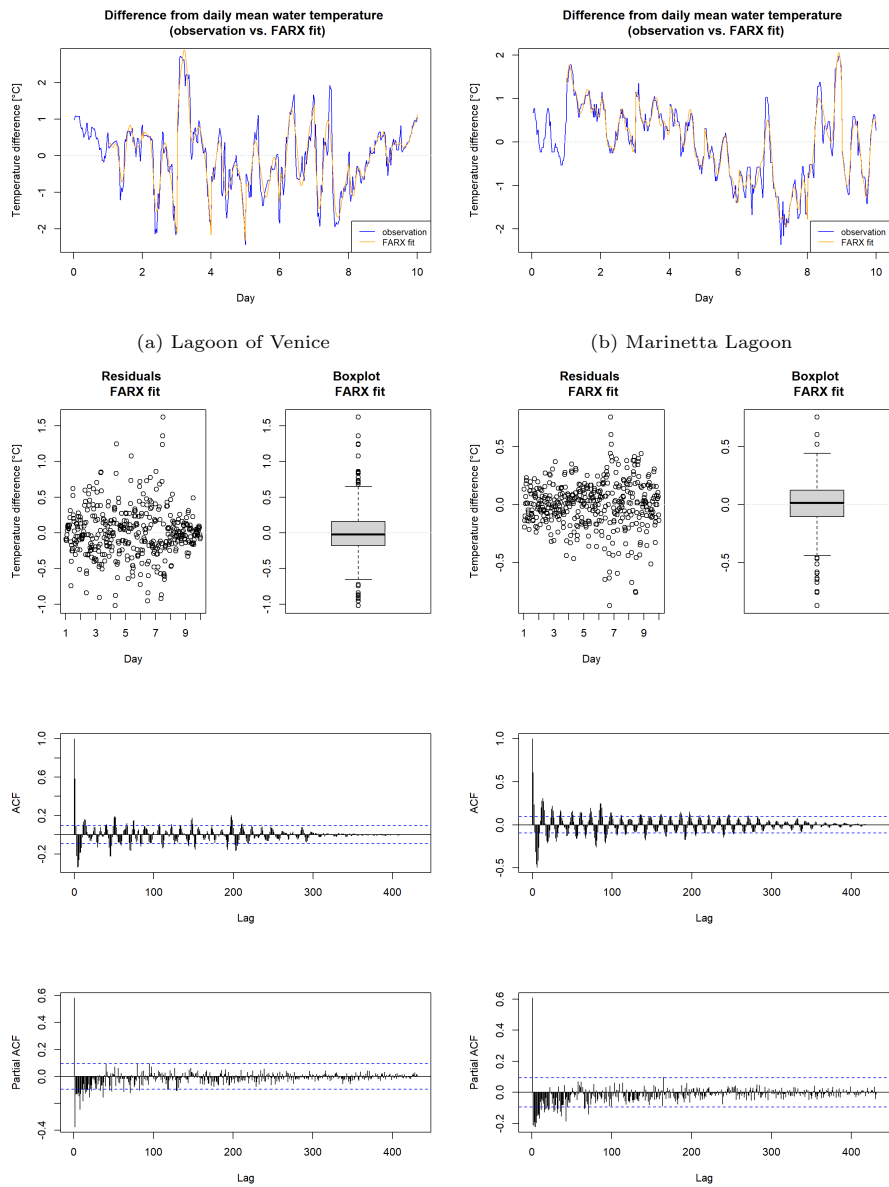 Difference from daily mean water temperature
(observation vs. FARX fit)
Temperature difference [°C]
2
1
0
-1
-2
0 2 4 6 8 10
Day
observation
FARX fit
(a) Lagoon of Venice
Difference from daily mean water temperature
(observation vs. FARX fit)
Temperature difference [°C]
2
1
0
-1
-2
0 2 4 6 8 10
Day
observation
FARX fit
(b) Marinetta Lagoon
Residuals
FARX fit
Temperature difference [°C]
1.5
1.0
0.5
0.0
-0.5
-1.0
1 3 5 7 9
Day
Boxplot
FARX fit
1.5
1.0
0.5
0.0
-0.5
-1.0
Residuals
FARX fit
Temperature difference [°C]
0.5
0.0
-0.5
1 3 5 7 9
Day
Boxplot
FARX fit
0.5
0.0
-0.5
ACF
1.0
0.6
0.2
-0.2
0 100 200 300 400
Lag
ACF
1.0
0.5
0.0
-0.5
0 100 200 300 400
Lag
Partial ACF
0.6
0.2
0.0
-0.4
0 100 200 300 400
Lag
Partial ACF
0.6
0.4
0.2
0.0
-0.2
0 100 200 300 400
Lag